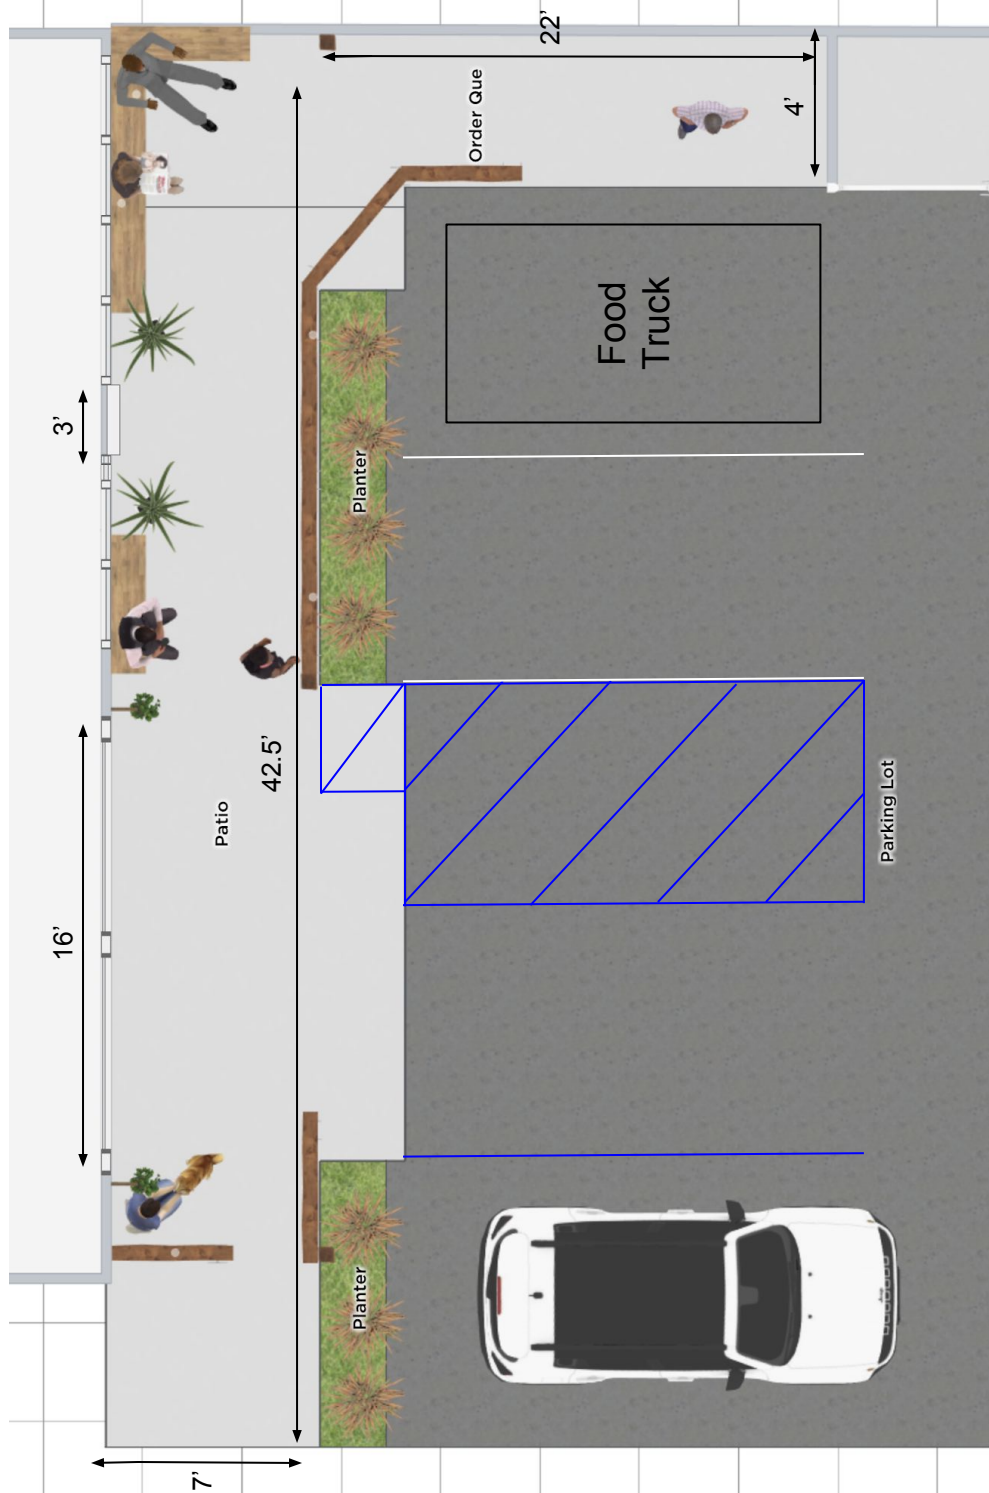 22’
Order Que
4’
Food
Truck
3’
Planter
42.5’
Patio
Parking Lot
16’
Planter
7’